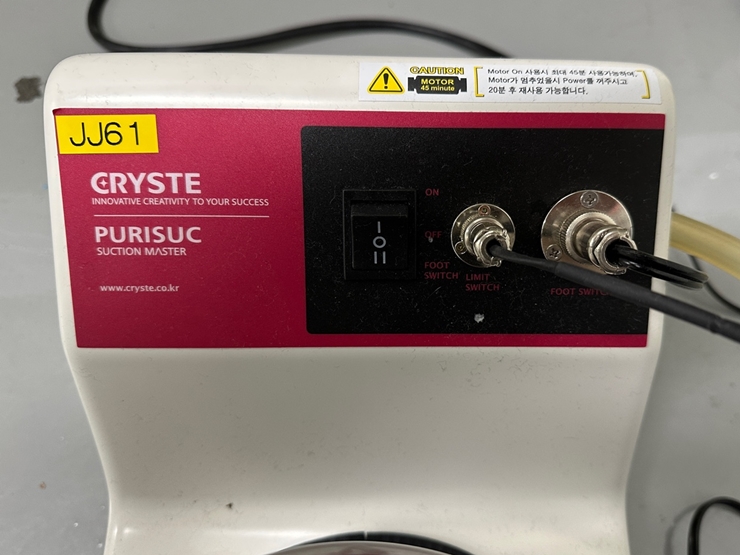 CAUTION
MOTOR
45 minute
Motor On 사용시 최대 45분 사용가능하며,
Motor가 멈추었을시 Power를 꺼주시고
20분 후 재사용 가능합니다.
JJ61
CRYSTE
INNOVATIVE CREATIVITY TO YOUR SUCCESS
PURISUC
SUCTION MASTER
www.cryste.co.kr
ON
OFF
FOOT
SWITCH
I
O
II
LIMIT
SWITCH
FOOT SWITCH